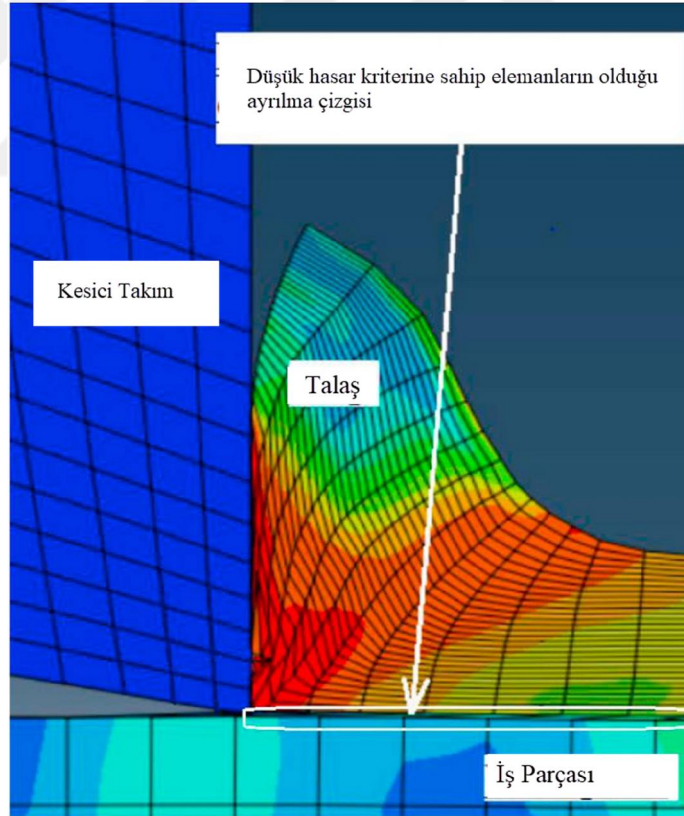 Düşük hasar kriterine sahip elemanların olduğu
ayrılma çizgisi
Kesici Takım
Talaş
İş Parçası